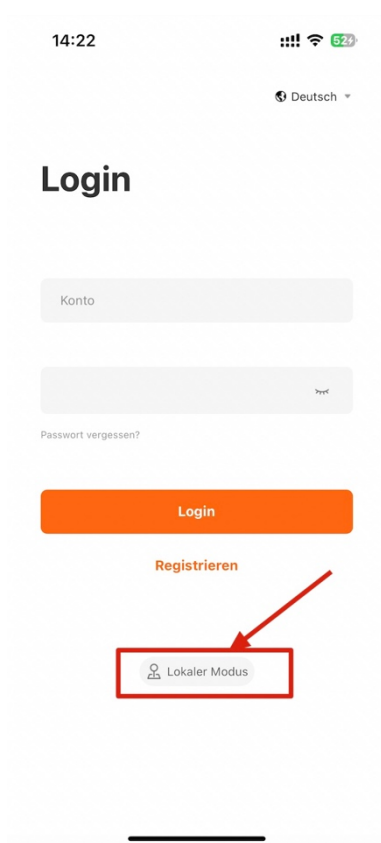 14:22
52
Deutsch
Login
Konto
Passwort vergessen?
Login
Registrieren
Lokaler Modus